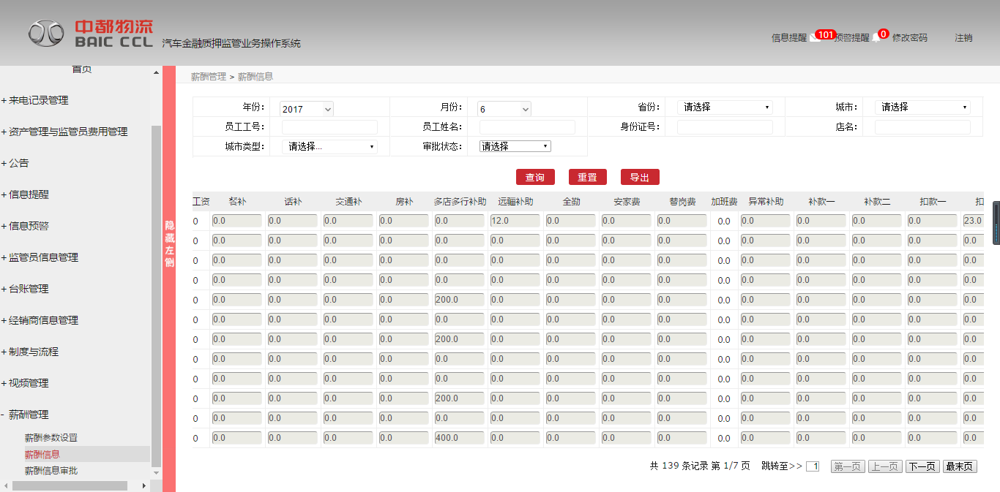 中都物流
BAIC CCL
汽车金融质押监管业务操作系统
信息提醒 101 预警提醒 0 修改密码 注销
首页
+ 来电记录管理
+ 资产管理与监管员费用管理
+ 公告
+ 信息提醒
+ 信息预警
+ 监管员信息管理
+ 台账管理
+ 经销商信息管理
+ 制度与流程
+ 视频管理
- 薪酬管理
薪酬参数设置
薪酬信息
薪酬信息审批
隐藏左侧
薪酬管理 > 薪酬信息
年份： 2017 月份： 6 省份： 请选择 城市： 请选择
员工工号： 员工姓名： 身份证号： 店名：
城市类型： 请选择... 审批状态： 请选择
查询 重置 导出
工资 餐补 话补 交通补 房补 多店多行补助 远程补助 全勤 安家费 替岗费 加班费 异常补助 补款一 补款二 扣款一 扣
0 0.0 0.0 0.0 0.0 0.0 12.0 0.0 0.0 0.0 0.0 0.0 0.0 0.0 0.0 23.0
0 0.0 0.0 0.0 0.0 0.0 0.0 0.0 0.0 0.0 0.0 0.0 0.0 0.0 0.0 0.0
0 0.0 0.0 0.0 0.0 0.0 0.0 0.0 0.0 0.0 0.0 0.0 0.0 0.0 0.0 0.0
0 0.0 0.0 0.0 0.0 0.0 0.0 0.0 0.0 0.0 0.0 0.0 0.0 0.0 0.0 0.0
0 0.0 0.0 0.0 0.0 200.0 0.0 0.0 0.0 0.0 0.0 0.0 0.0 0.0 0.0 0.0
0 0.0 0.0 0.0 0.0 0.0 0.0 0.0 0.0 0.0 0.0 0.0 0.0 0.0 0.0 0.0
0 0.0 0.0 0.0 0.0 200.0 0.0 0.0 0.0 0.0 0.0 0.0 0.0 0.0 0.0 0.0
0 0.0 0.0 0.0 0.0 0.0 0.0 0.0 0.0 0.0 0.0 0.0 0.0 0.0 0.0 0.0
0 0.0 0.0 0.0 0.0 0.0 0.0 0.0 0.0 0.0 0.0 0.0 0.0 0.0 0.0 0.0
0 0.0 0.0 0.0 0.0 200.0 0.0 0.0 0.0 0.0 0.0 0.0 0.0 0.0 0.0 0.0
0 0.0 0.0 0.0 0.0 0.0 0.0 0.0 0.0 0.0 0.0 0.0 0.0 0.0 0.0 0.0
0 0.0 0.0 0.0 0.0 400.0 0.0 0.0 0.0 0.0 0.0 0.0 0.0 0.0 0.0 0.0
共 139 条记录 第 1/7 页 跳转至>> 1 第一页 上一页 下一页 最末页